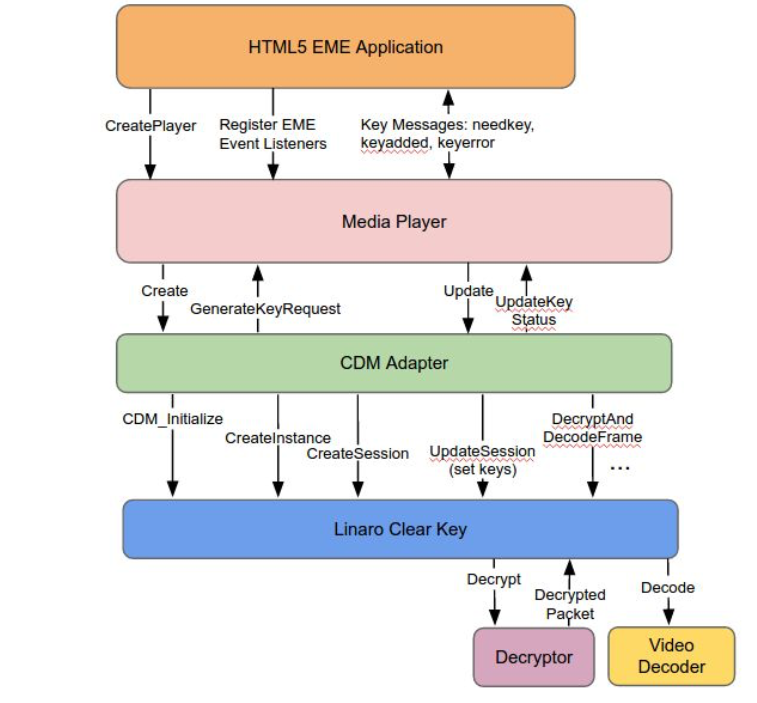 HTML5 EME Application
CreatePlayer
Register EME
Event Listeners
Key Messages: needkey,
keyadded, keyerror
Media Player
Create
GenerateKeyRequest
Update
UpdateKey
Status
CDM Adapter
CDM_Initialize
CreateInstance
CreateSession
UpdateSession
(set keys)
DecryptAnd
DecodeFrame
...
Linaro Clear Key
Decrypt
Decrypted
Packet
Decode
Decryptor
Video
Decoder